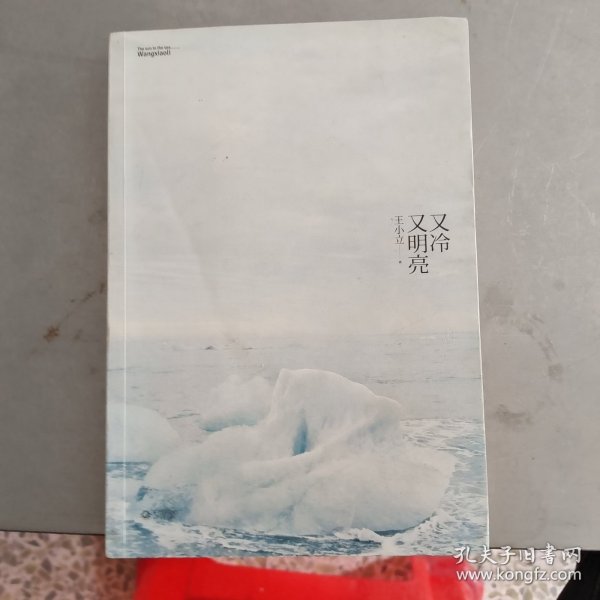 The sun in the sea......
Wangxiaoli
又冷
又明亮
王小立
孔夫子旧书网
www.kongfz.com